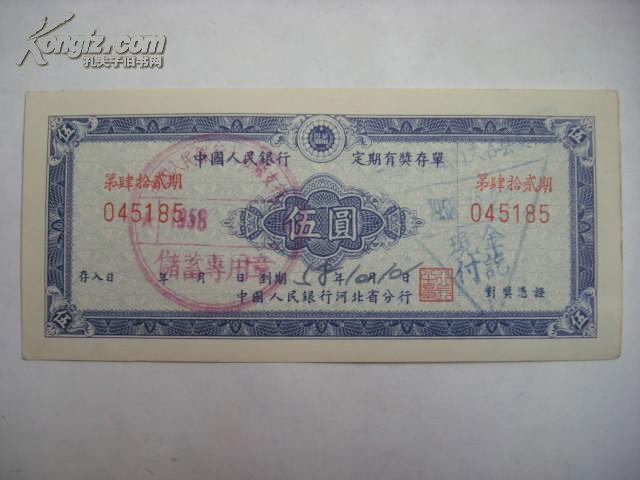 Kongfz.com
孔夫子旧书网
伍 伍
中國人民銀行 定期有獎存單
第肆拾貳期 第肆拾貳期
045185 伍圓 045185
1958
儲蓄專用章
現金
付訖
存入日 年 月 日 到期 58年10月10日
中國人民銀行河北省分行 對獎憑證
伍 伍